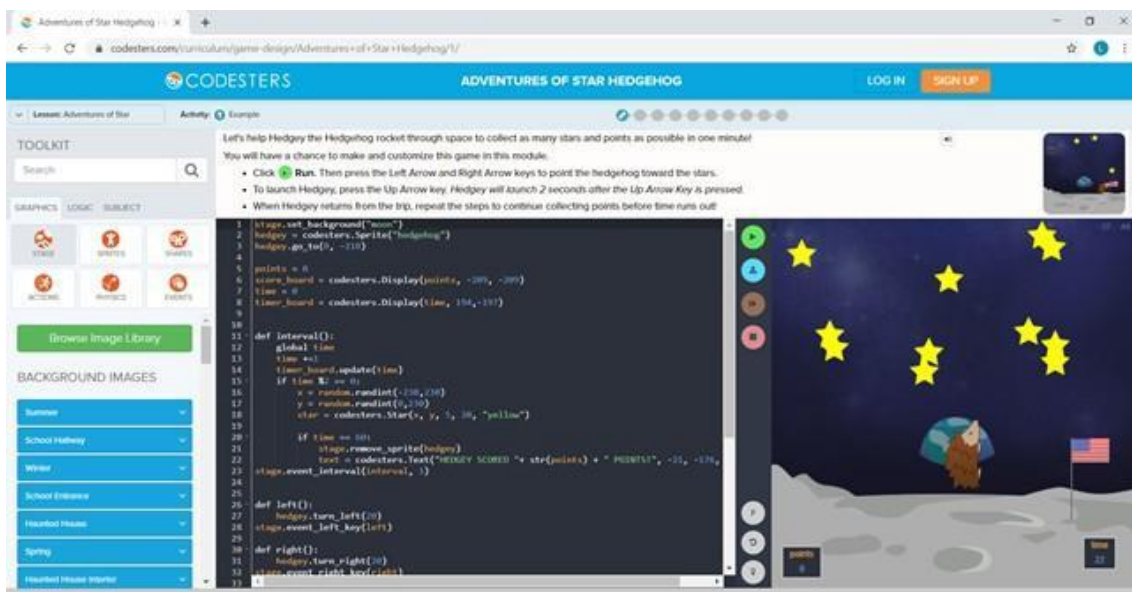 Adventures of Star Hedgehog
codesters.com/curriculum/game-design/Adventures+of+Star+Hedgehog/1/
CODESTERS
ADVENTURES OF STAR HEDGEHOG
LOG IN
SIGN UP
Lesson: Adventures of Star
Activity: Example
TOOLKIT
Search
GRAPHICS LOGIC SUBJECT
STAGE SPRITES SHAPES
ACTIONS PHYSICS EVENTS
Browse Image Library
BACKGROUND IMAGES
Summer
School Hallway
Winter
School Entrance
Haunted House
Spring
Haunted House Interior
Let's help Hedgey the Hedgehog rocket through space to collect as many stars and points as possible in one minute!
You will have a chance to make and customize this game in this module.
• Click Run. Then press the Left Arrow and Right Arrow keys to point the hedgehog toward the stars.
• To launch Hedgey, press the Up Arrow key. Hedgey will launch 2 seconds after the Up Arrow Key is pressed.
• When Hedgey returns from the trip, repeat the steps to continue collecting points before time runs out!
1 stage.set_background("moon")
2 hedgey = codesters.Sprite("hedgehog")
3 hedgey.go_to(0, -210)
4
5 points = 0
6 score_board = codesters.Display(points, -209, -209)
7 time = 0
8 timer_board = codesters.Display(time, 194,-197)
9
10
11 def interval():
12 global time
13 time +=1
14 timer_board.update(time)
15 if time %2 == 0:
16 x = random.randint(-230,230)
17 y = random.randint(0,230)
18 star = codesters.Star(x, y, 5, 30, "yellow")
19
20 if time == 60:
21 stage.remove_sprite(hedgey)
22 text = codesters.Text("HEDGEY SCORED "+ str(points) + " POINTS!", -21, -176,
23 stage.event_interval(interval, 1)
24
25
26 def left():
27 hedgey.turn_left(20)
28 stage.event_left_key(left)
29
30 def right():
31 hedgey.turn_right(20)
32 stage.event_right_key(right)
33
points
0
time
23